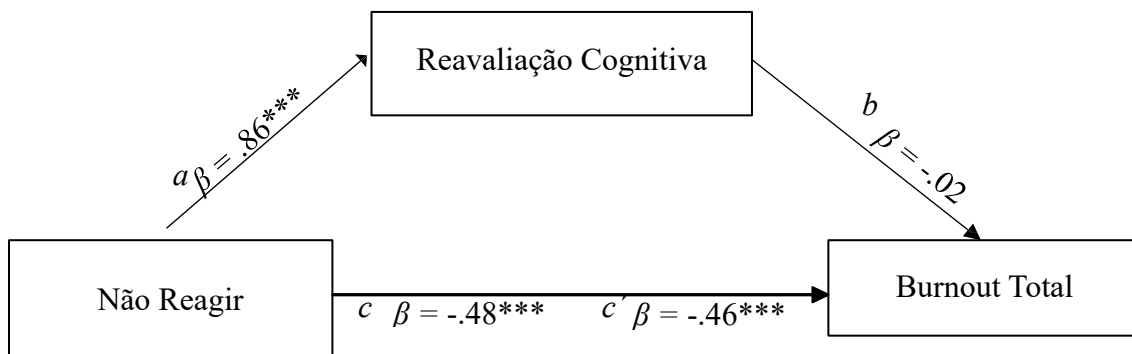 Reavaliação Cognitiva
a β = .86***
b β = -.02
Não Reagir
c β = -.48***
c´ β = -.46***
Burnout Total